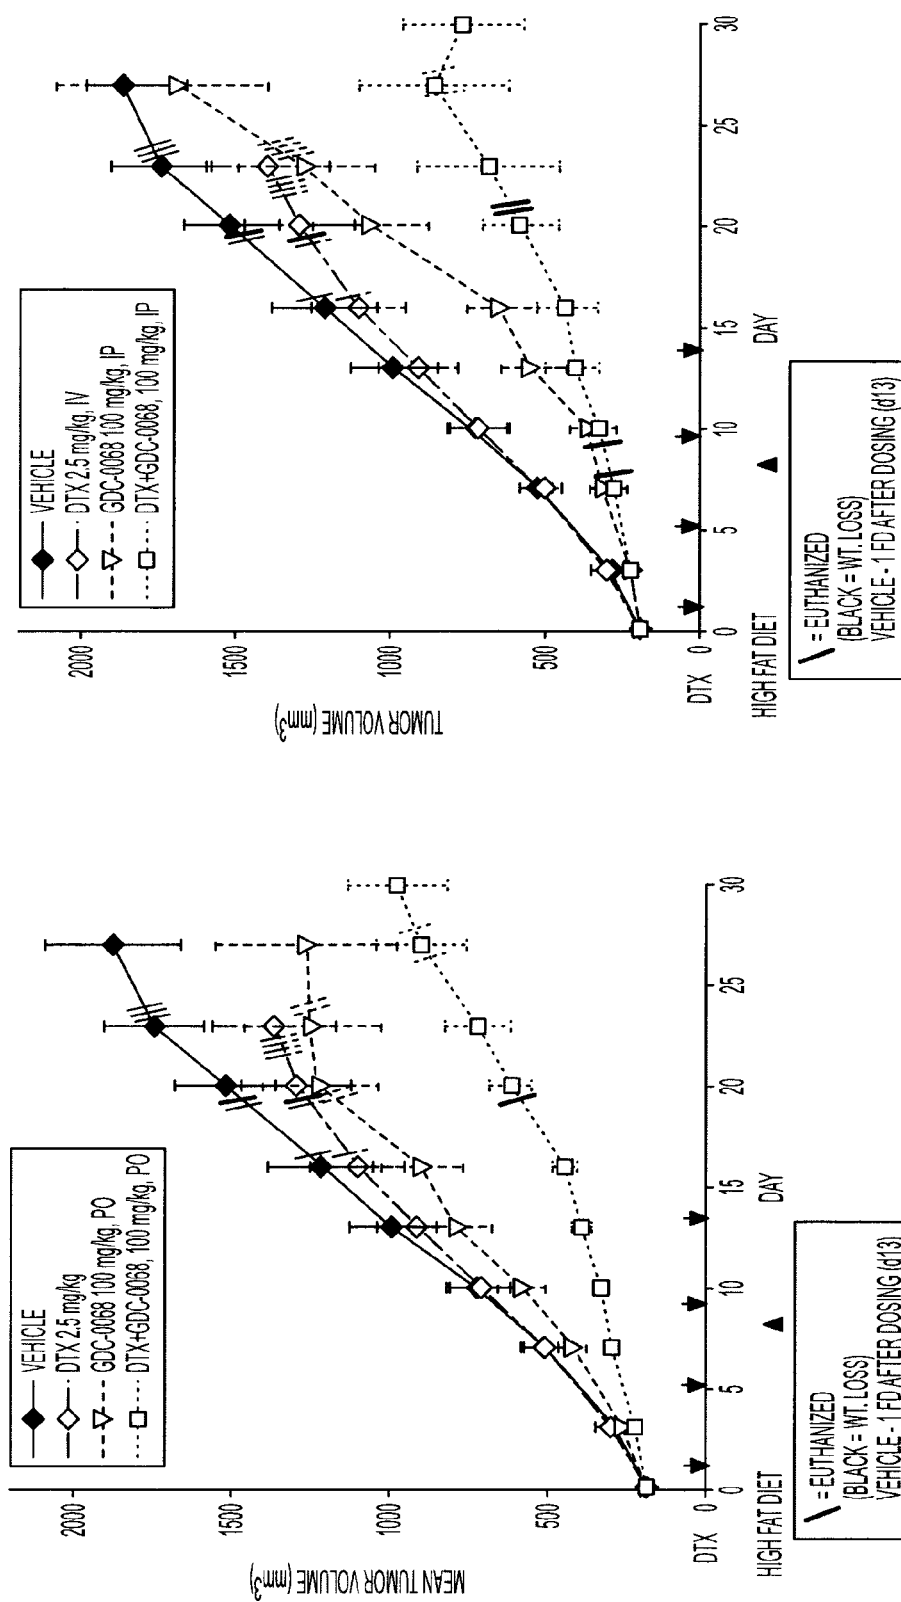 VEHICLE
DTX 2.5 mg/kg
GDC-0068 100 mg/kg, PO
DTX+GDC-0068, 100 mg/kg, PO
MEAN TUMOR VOLUME (mm³)
2000
1500
1000
500
0
0 5 10 15 20 25 30
DTX
DAY
HIGH FAT DIET
= EUTHANIZED
(BLACK = WT. LOSS)
VEHICLE - 1 FD AFTER DOSING (d13)
VEHICLE
DTX 2.5 mg/kg, IV
GDC-0068 100 mg/kg, IP
DTX+GDC-0068, 100 mg/kg, IP
TUMOR VOLUME (mm³)
2000
1500
1000
500
0
0 5 10 15 20 25 30
DTX
DAY
HIGH FAT DIET
= EUTHANIZED
(BLACK = WT. LOSS)
VEHICLE - 1 FD AFTER DOSING (d13)